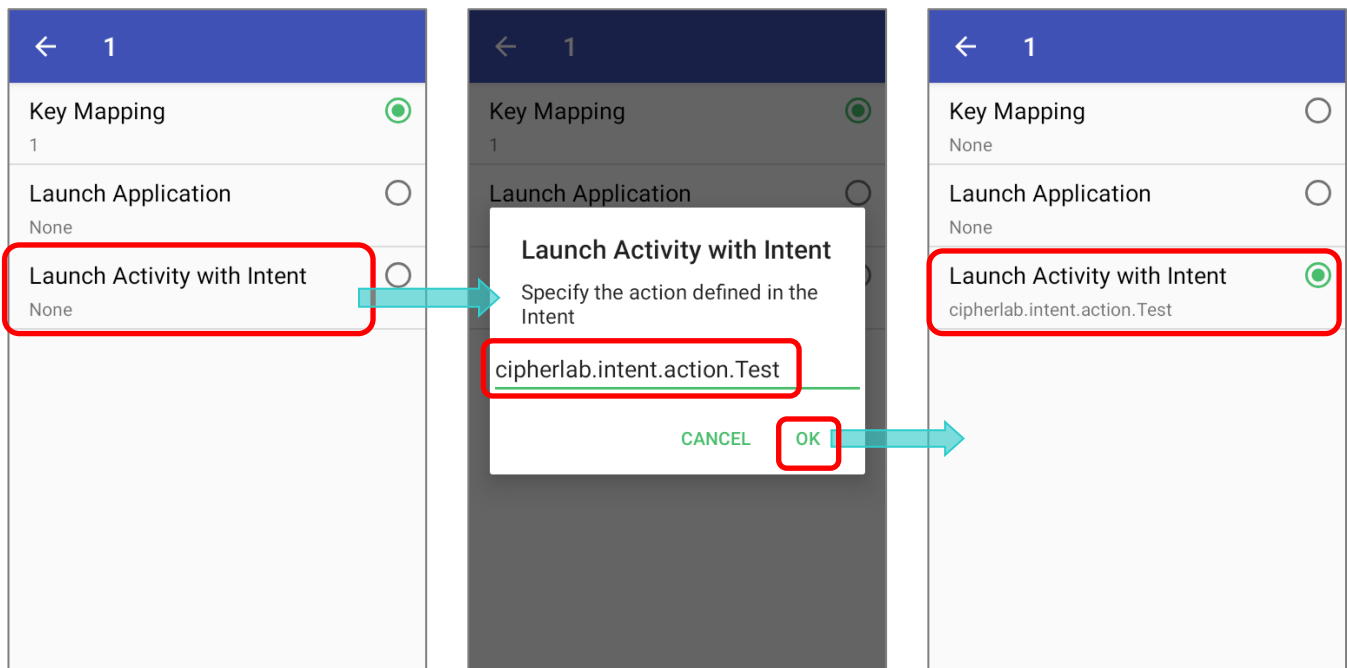 1
Key Mapping
1
Launch Application
None
Launch Activity with Intent
None
1
Key Mapping
1
Launch Application
Launch Activity with Intent
Specify the action defined in the
Intent
cipherlab.intent.action.Test
CANCEL OK
1
Key Mapping
None
Launch Application
None
Launch Activity with Intent
cipherlab.intent.action.Test